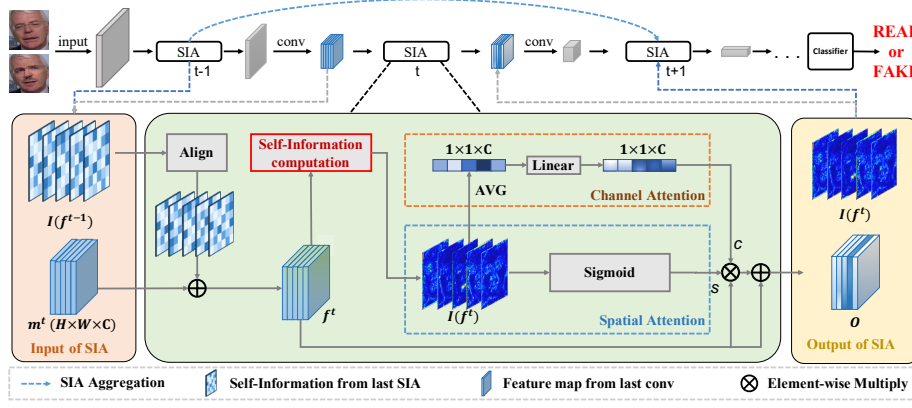 input
SIA
t-1
conv
SIA
t
conv
SIA
t+1
. . .
Classifier
REAL
or
FAKE
I(f^{t-1})
m^t (H×W×C)
Input of SIA
Align
Self-Information
computation
f^t
1×1×C
Linear
1×1×C
AVG
Channel Attention
I(f^t)
Sigmoid
Spatial Attention
C
S
I(f^t)
O
Output of SIA
SIA Aggregation
Self-Information from last SIA
Feature map from last conv
Element-wise Multiply